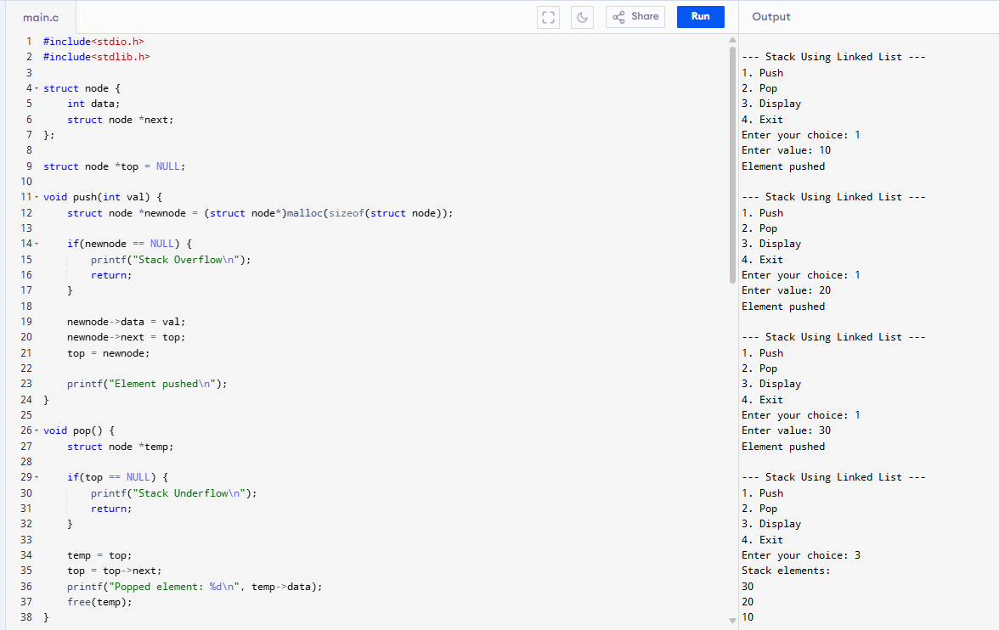 main.c
Share
Run
Output
1 #include<stdio.h>
2 #include<stdlib.h>
3
4 struct node {
5     int data;
6     struct node *next;
7 };
8
9 struct node *top = NULL;
10
11 void push(int val) {
12     struct node *newnode = (struct node*)malloc(sizeof(struct node));
13
14     if(newnode == NULL) {
15         printf("Stack Overflow\n");
16         return;
17     }
18
19     newnode->data = val;
20     newnode->next = top;
21     top = newnode;
22
23     printf("Element pushed\n");
24 }
25
26 void pop() {
27     struct node *temp;
28
29     if(top == NULL) {
30         printf("Stack Underflow\n");
31         return;
32     }
33
34     temp = top;
35     top = top->next;
36     printf("Popped element: %d\n", temp->data);
37     free(temp);
38 }
--- Stack Using Linked List ---
1. Push
2. Pop
3. Display
4. Exit
Enter your choice: 1
Enter value: 10
Element pushed
--- Stack Using Linked List ---
1. Push
2. Pop
3. Display
4. Exit
Enter your choice: 1
Enter value: 20
Element pushed
--- Stack Using Linked List ---
1. Push
2. Pop
3. Display
4. Exit
Enter your choice: 1
Enter value: 30
Element pushed
--- Stack Using Linked List ---
1. Push
2. Pop
3. Display
4. Exit
Enter your choice: 3
Stack elements:
30
20
10